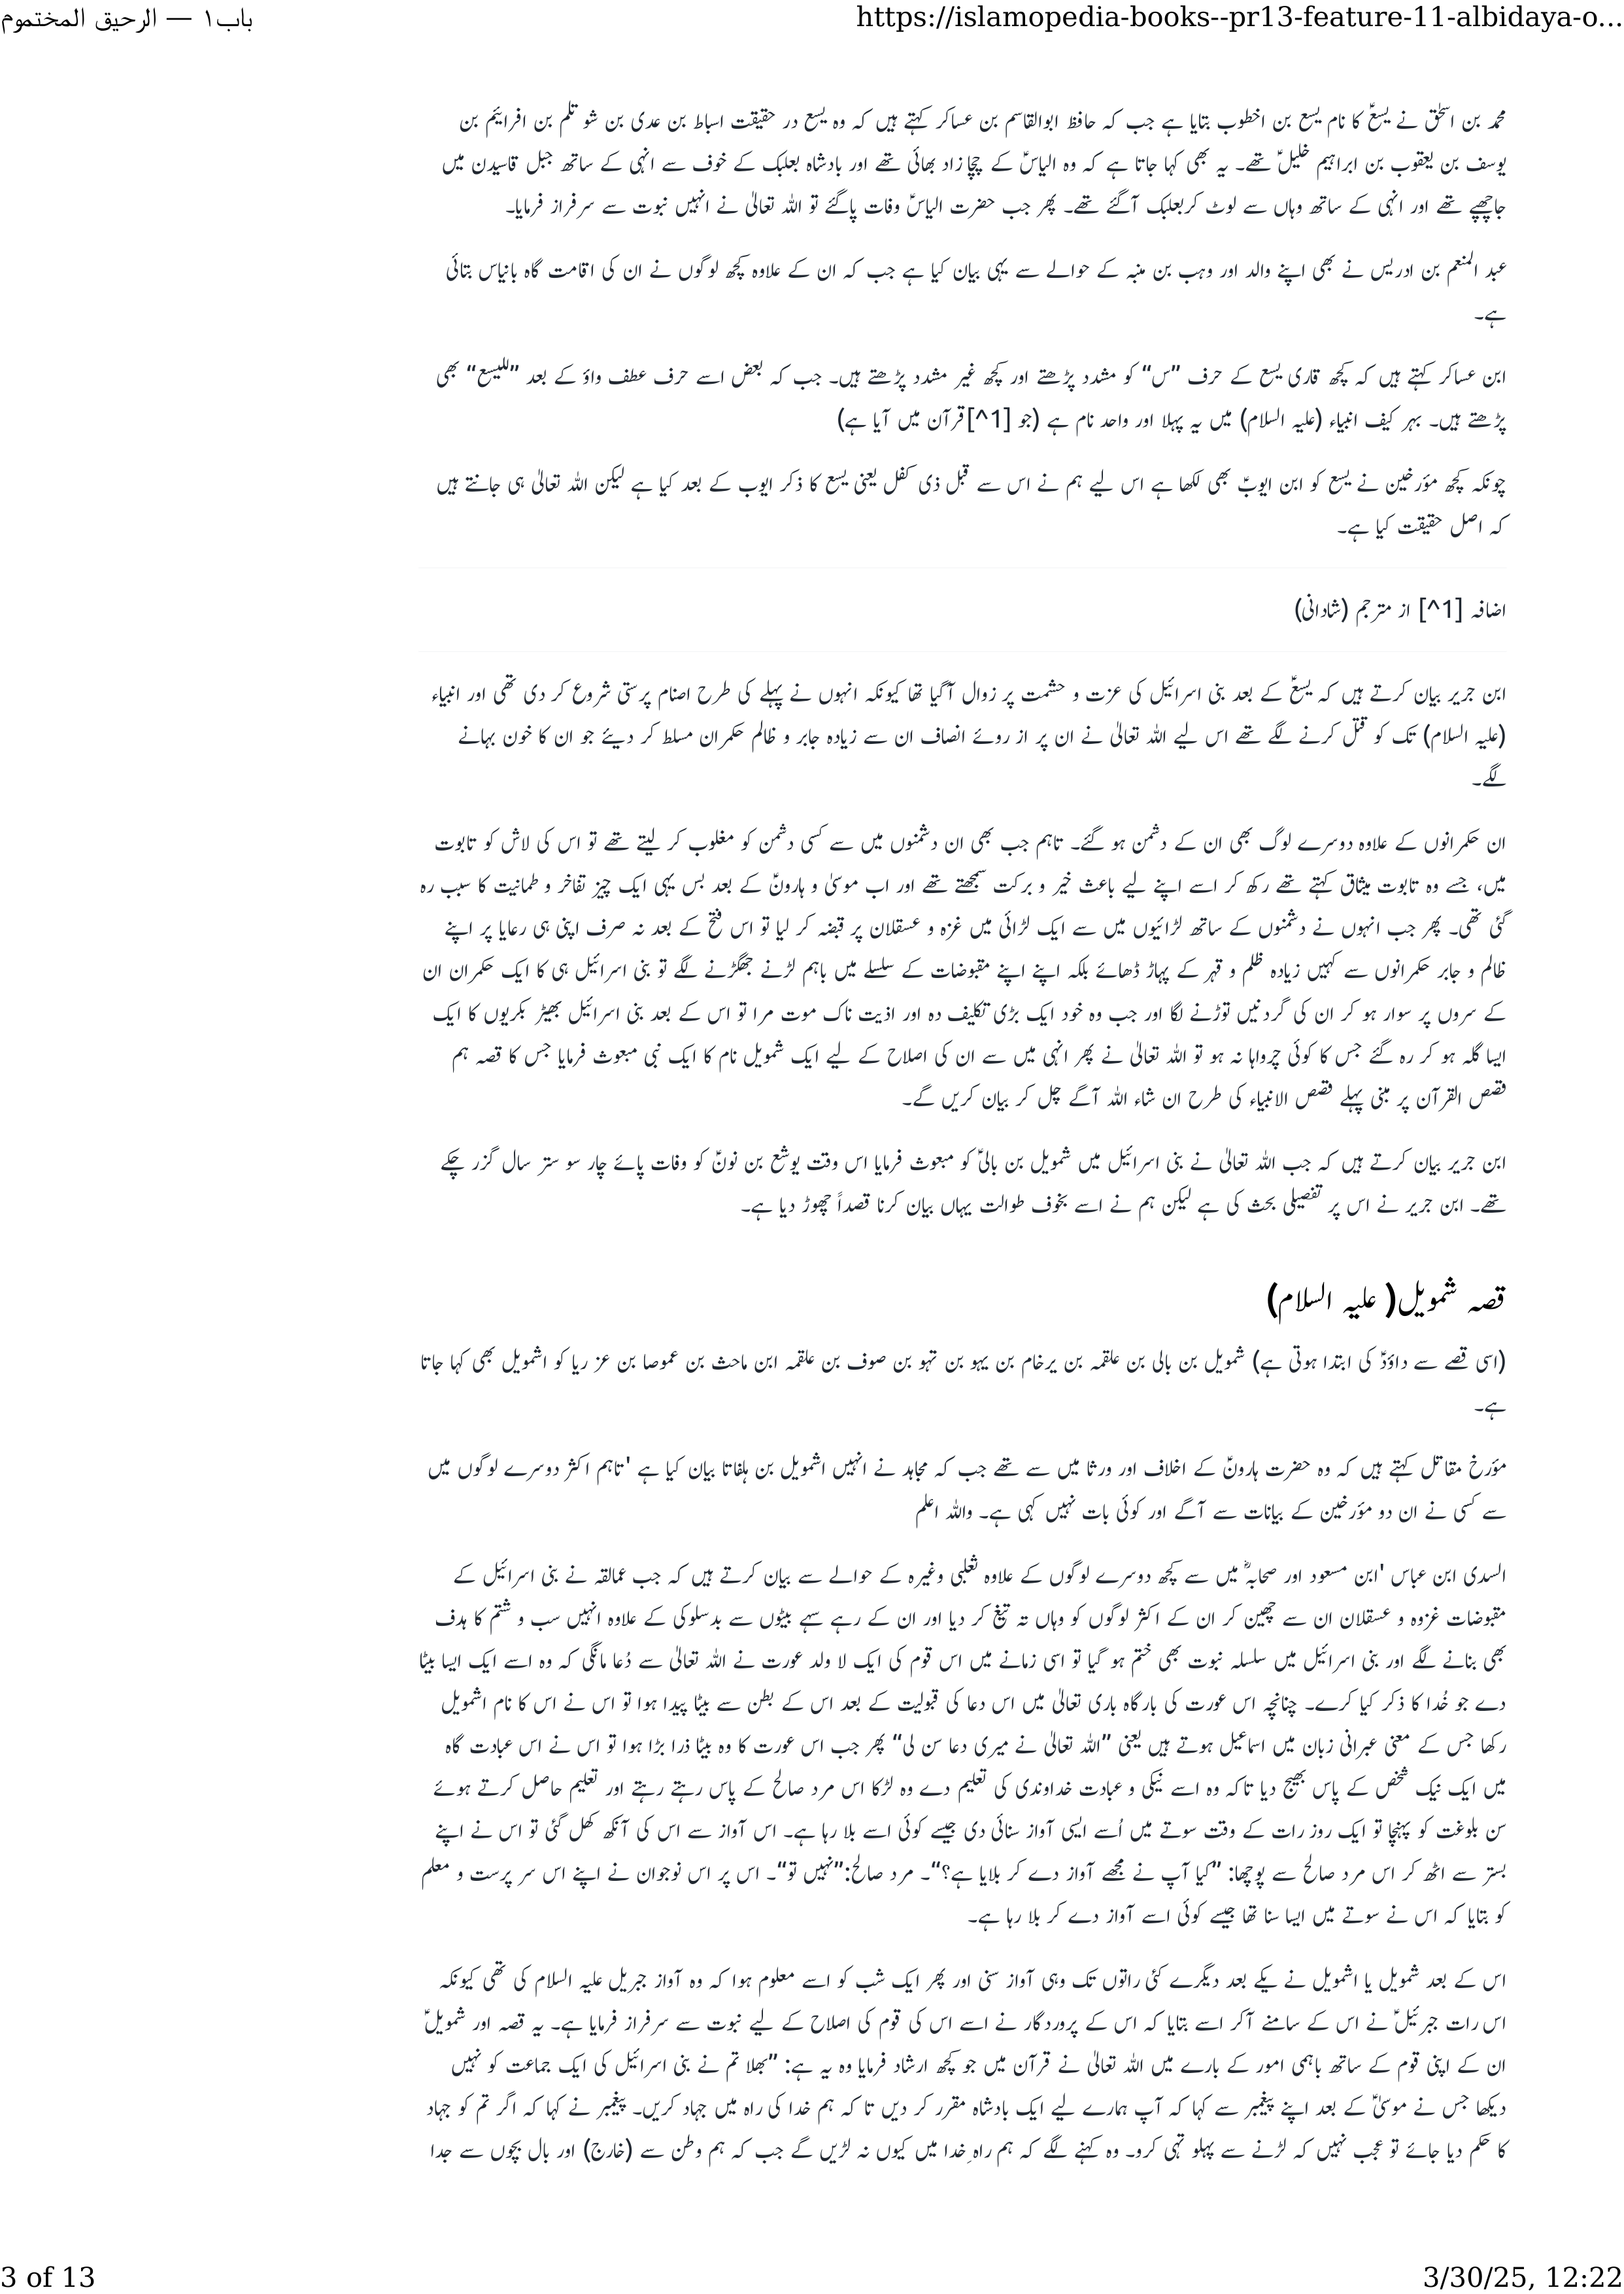 باب۱ — الرحیق المختموم
https://islamopedia-books--pr13-feature-11-albidaya-o...
محمد بن اسحٰق نے یسعؑ کا نام یسع بن اخطوب بتایا ہے جب کہ حافظ ابوالقاسم بن عساکر کہتے ہیں کہ وہ یسع در حقیقت اسباط بن عدی بن شو تلم بن افراییٔم بن
یوسف بن یعقوب بن ابراہیم خلیلؑ تھے۔ یہ بھی کہا جاتا ہے کہ وہ الیاسؑ کے چچا زاد بھائی تھے اور بادشاہ بعلبک کے خوف سے انہی کے ساتھ جبل قاسیدن میں
جاچھپے تھے اور انہی کے ساتھ وہاں سے لوٹ کربعلبک آگئے تھے۔ پھر جب حضرت الیاسؑ وفات پاگئے تو اللہ تعالیٰ نے انہیں نبوت سے سرفراز فرمایا۔
عبد المنعم بن ادریس نے بھی اپنے والد اور وہب بن منبہ کے حوالے سے یہی بیان کیا ہے جب کہ ان کے علاوہ کچھ لوگوں نے ان کی اقامت گاہ بانیاس بتائی
ہے۔
ابن عساکر کہتے ہیں کہ کچھ قاری یسع کے حرف ”س“ کو مشدد پڑھتے اور کچھ غیر مشدد پڑھتے ہیں۔ جب کہ بعض اسے حرف عطف واؤ کے بعد ”للیسع“ بھی
پڑھتے ہیں۔ بہر کیف انبیاء (علیہ السلام) میں یہ پہلا اور واحد نام ہے (جو [1^]قرآن میں آیا ہے)
چونکہ کچھ مؤرخین نے یسع کو ابن ایوبؑ بھی لکھا ہے اس لیے ہم نے اس سے قبل ذی کفل یعنی یسع کا ذکر ایوب کے بعد کیا ہے لیکن اللہ تعالیٰ ہی جانتے ہیں
کہ اصل حقیقت کیا ہے۔
اضافہ [1^] از مترجم (شادانی)
ابن جریر بیان کرتے ہیں کہ یسعؑ کے بعد بنی اسرائیل کی عزت و حشمت پر زوال آگیا تھا کیونکہ انہوں نے پہلے کی طرح اصنام پرستی شروع کر دی تھی اور انبیاء
(علیہ السلام) تک کو قتل کرنے لگے تھے اس لیے اللہ تعالیٰ نے ان پر از روئے انصاف ان سے زیادہ جابر و ظالم حکمران مسلط کر دیئے جو ان کا خون بہانے
لگے۔
ان حکمرانوں کے علاوہ دوسرے لوگ بھی ان کے دشمن ہو گئے۔ تاہم جب بھی ان دشمنوں میں سے کسی دشمن کو مغلوب کر لیتے تھے تو اس کی لاش کو تابوت
میں، جسے وہ تابوت میثاق کہتے تھے رکھ کر اسے اپنے لیے باعث خیر و برکت سمجھتے تھے اور اب موسیٰ و ہارونؑ کے بعد بس یہی ایک چیز تفاخر و طمانیت کا سبب رہ
گئی تھی۔ پھر جب انہوں نے دشمنوں کے ساتھ لڑائیوں میں سے ایک لڑائی میں غزہ و عسقلان پر قبضہ کر لیا تو اس فتح کے بعد نہ صرف اپنی ہی رعایا پر اپنے
ظالم و جابر حکمرانوں سے کہیں زیادہ ظلم و قہر کے پہاڑ ڈھائے بلکہ اپنے اپنے مقبوضات کے سلسلے میں باہم لڑنے جھگڑنے لگے تو بنی اسرائیل ہی کا ایک حکمران ان
کے سروں پر سوار ہو کر ان کی گردنیں توڑنے لگا اور جب وہ خود ایک بڑی تکلیف دہ اور اذیت ناک موت مرا تو اس کے بعد بنی اسرائیل بھیڑ بکریوں کا ایک
ایسا گلہ ہو کر رہ گئے جس کا کوئی چرواہا نہ ہو تو اللہ تعالیٰ نے پھر انہی میں سے ان کی اصلاح کے لیے ایک شمویل نام کا ایک نبی مبعوث فرمایا جس کا قصہ ہم
قصص القرآن پر مبنی پہلے قصص الانبیاء کی طرح ان شاء اللہ آگے چل کر بیان کریں گے۔
ابن جریر بیان کرتے ہیں کہ جب اللہ تعالیٰ نے بنی اسرائیل میں شمویل بن بالیؑ کو مبعوث فرمایا اس وقت یوشع بن نونؑ کو وفات پائے چار سو ستر سال گزر چکے
تھے۔ ابن جریر نے اس پر تفصیلی بحث کی ہے لیکن ہم نے اسے بخوف طوالت یہاں بیان کرنا قصداً چھوڑ دیا ہے۔
قصہ شمویل( علیہ السلام)
(اسی قصے سے داؤدؑ کی ابتدا ہوتی ہے) شمویل بن بالی بن علقمہ بن یرخام بن یہو بن تہو بن صوف بن علقمہ ابن ماحث بن عموصا بن عز ریا کو اشمویل بھی کہا جاتا
ہے۔
مؤرخ مقاتل کہتے ہیں کہ وہ حضرت ہارونؑ کے اخلاف اور ورثا میں سے تھے جب کہ مجاہد نے انہیں اشمویل بن ہلفاتا بیان کیا ہے 'تاہم اکثر دوسرے لوگوں میں
سے کسی نے ان دو مؤرخین کے بیانات سے آگے اور کوئی بات نہیں کہی ہے۔ واللہ اعلم
السدی ابن عباس 'ابن مسعود اور صحابہؓ میں سے کچھ دوسرے لوگوں کے علاوہ ثعلبی وغیرہ کے حوالے سے بیان کرتے ہیں کہ جب عمالقہ نے بنی اسرائیل کے
مقبوضات غزوہ و عسقلان ان سے چھین کر ان کے اکثر لوگوں کو وہاں تہ تیغ کر دیا اور ان کے رہے سہے بیٹوں سے بدسلوکی کے علاوہ انہیں سب و شتم کا ہدف
بھی بنانے لگے اور بنی اسرائیل میں سلسلہ نبوت بھی ختم ہو گیا تو اسی زمانے میں اس قوم کی ایک لا ولد عورت نے اللہ تعالیٰ سے دُعا مانگی کہ وہ اسے ایک ایسا بیٹا
دے جو خُدا کا ذکر کیا کرے۔ چنانچہ اس عورت کی بارگاہ باری تعالیٰ میں اس دعا کی قبولیت کے بعد اس کے بطن سے بیٹا پیدا ہوا تو اس نے اس کا نام اشمویل
رکھا جس کے معنی عبرانی زبان میں اسماعیل ہوتے ہیں یعنی ”اللہ تعالیٰ نے میری دعا سن لی“ پھر جب اس عورت کا وہ بیٹا ذرا بڑا ہوا تو اس نے اس عبادت گاہ
میں ایک نیک شخص کے پاس بھیج دیا تاکہ وہ اسے نیکی و عبادت خداوندی کی تعلیم دے وہ لڑکا اس مرد صالح کے پاس رہتے رہتے اور تعلیم حاصل کرتے ہوئے
سن بلوغت کو پہنچا تو ایک روز رات کے وقت سوتے میں اُسے ایسی آواز سنائی دی جیسے کوئی اسے بلا رہا ہے۔ اس آواز سے اس کی آنکھ کھل گئی تو اس نے اپنے
بستر سے اٹھ کر اس مرد صالح سے پوچھا: ”کیا آپ نے مجھے آواز دے کر بلایا ہے؟“۔ مرد صالح:”نہیں تو“۔ اس پر اس نوجوان نے اپنے اس سرپرست و معلم
کو بتایا کہ اس نے سوتے میں ایسا سنا تھا جیسے کوئی اسے آواز دے کر بلا رہا ہے۔
اس کے بعد شمویل یا اشمویل نے یکے بعد دیگرے کئی راتوں تک وہی آواز سنی اور پھر ایک شب کو اسے معلوم ہوا کہ وہ آواز جبریل علیہ السلام کی تھی کیونکہ
اس رات جبرئیلؑ نے اس کے سامنے آکر اسے بتایا کہ اس کے پروردگار نے اسے اس کی قوم کی اصلاح کے لیے نبوت سے سرفراز فرمایا ہے۔ یہ قصہ اور شمویلؑ
ان کے اپنی قوم کے ساتھ باہمی امور کے بارے میں اللہ تعالیٰ نے قرآن میں جو کچھ ارشاد فرمایا وہ یہ ہے: ”بھلا تم نے بنی اسرائیل کی ایک جماعت کو نہیں
دیکھا جس نے موسیٰؑ کے بعد اپنے پیغمبر سے کہا کہ آپ ہمارے لیے ایک بادشاہ مقرر کر دیں تا کہ ہم خدا کی راہ میں جہاد کریں۔ پیغمبر نے کہا کہ اگر تم کو جہاد
کا حکم دیا جائے تو عجب نہیں کہ لڑنے سے پہلو تہی کرو۔ وہ کہنے لگے کہ ہم راہِ خدا میں کیوں نہ لڑیں گے جب کہ ہم وطن سے (خارج) اور بال بچوں سے جدا
3 of 13
3/30/25, 12:22